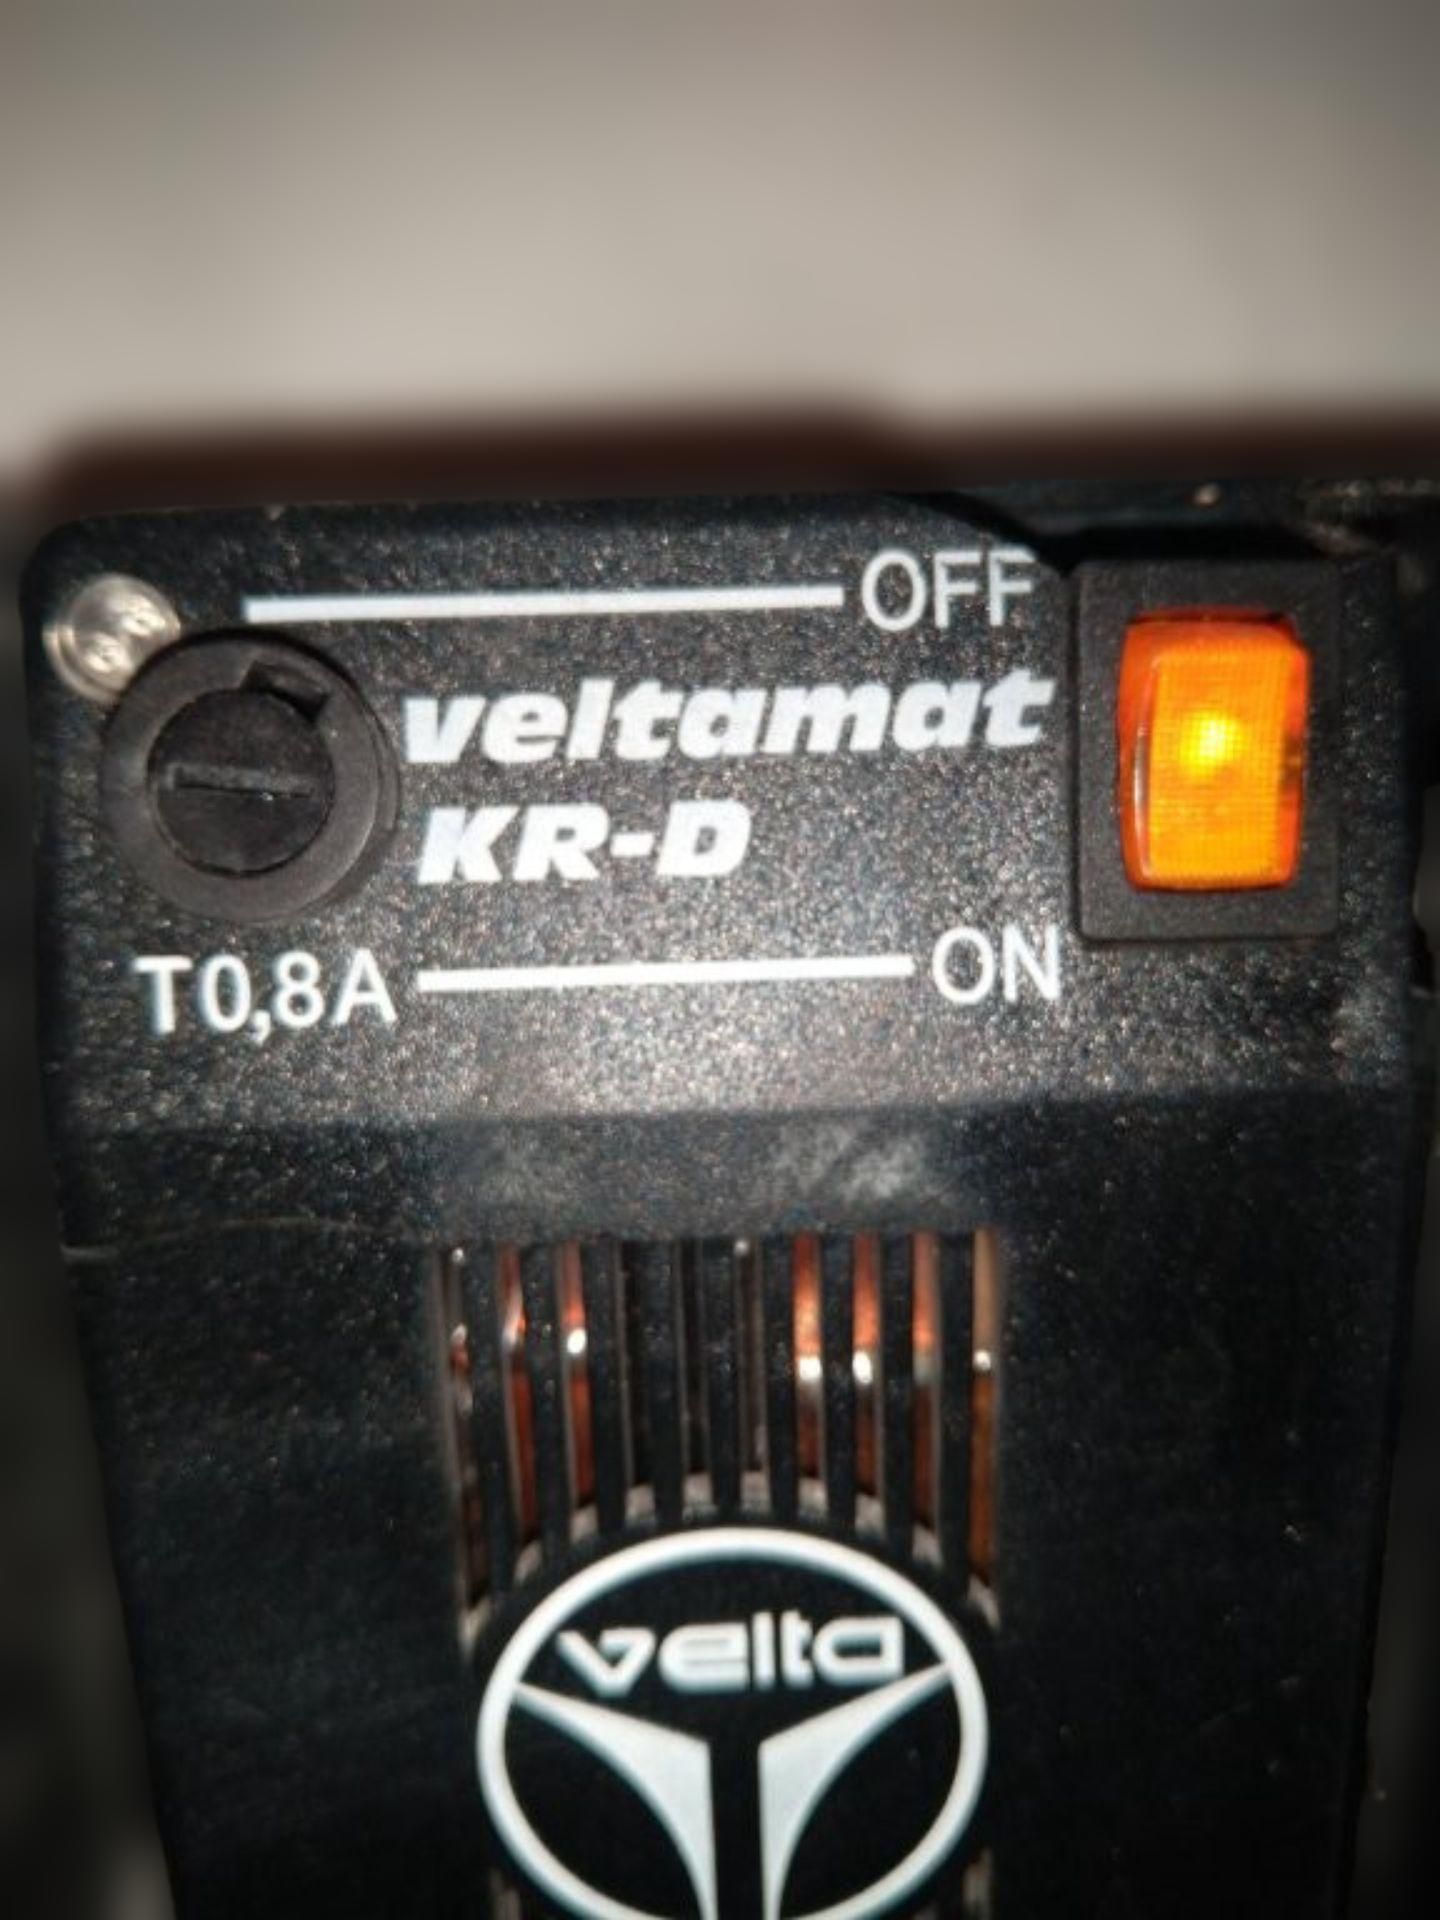 OFF
veltamat
KR-D
T0,8A
ON
velta